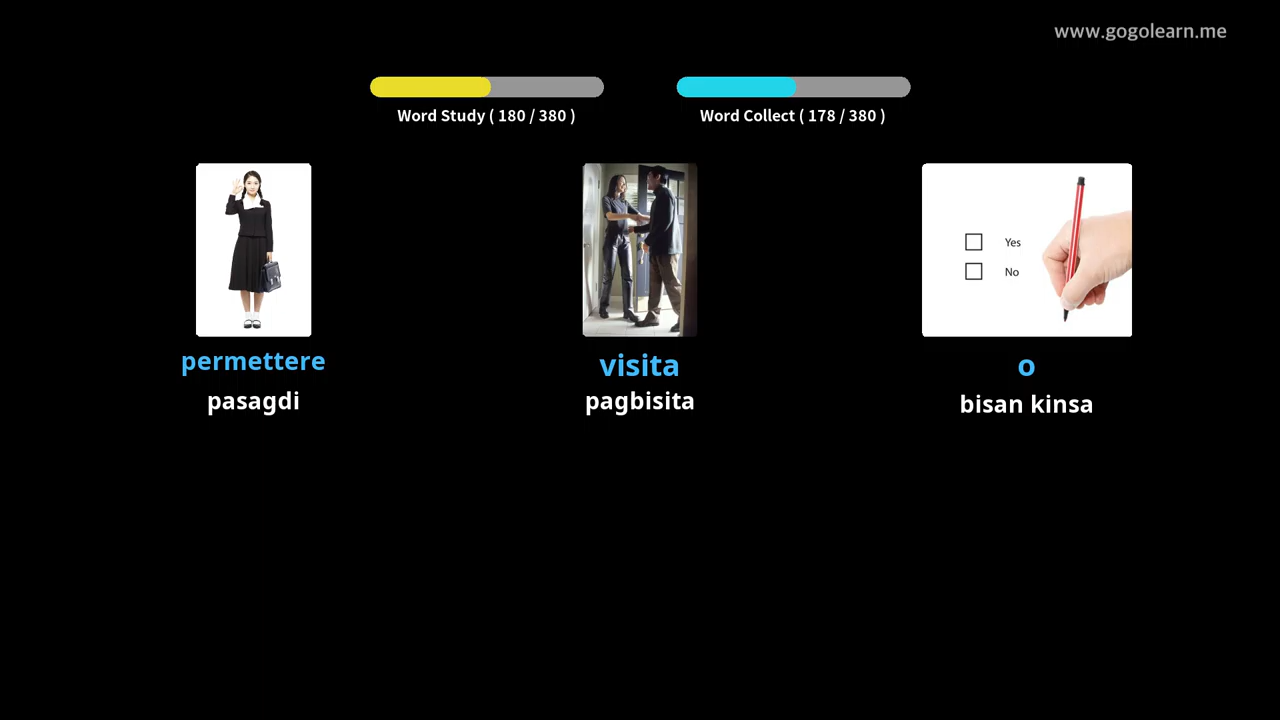 www.gogolearn.me
Word Study ( 180 / 380 )
Word Collect ( 178 / 380 )
Yes
No
permettere
visita
o
pasagdi
pagbisita
bisan kinsa